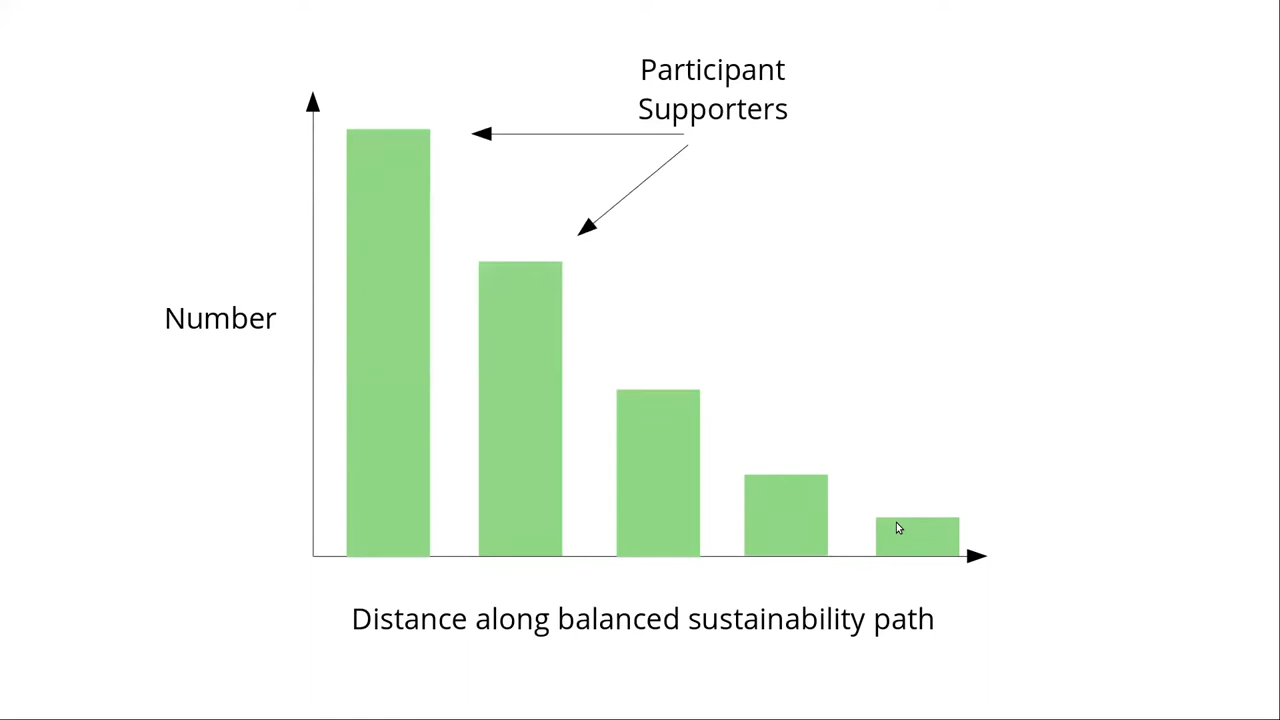 Participant
Supporters
Number
Distance along balanced sustainability path